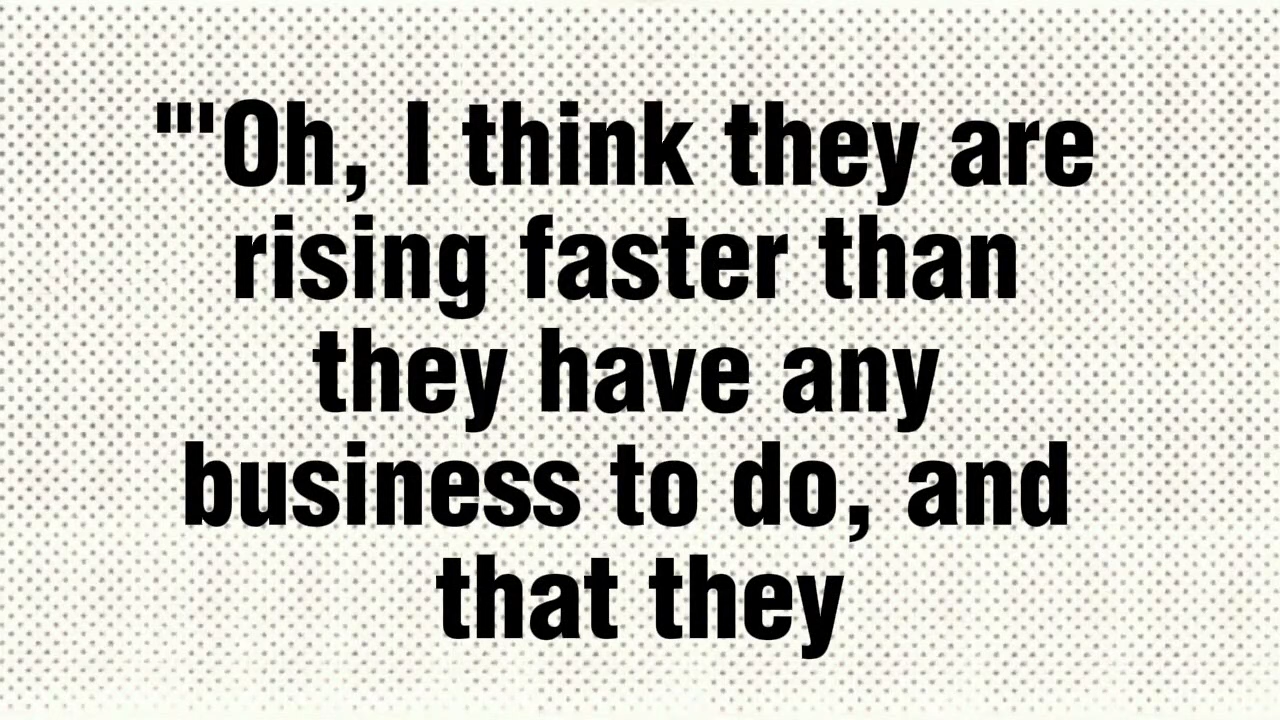 "'Oh, I think they are
rising faster than
they have any
business to do, and
that they